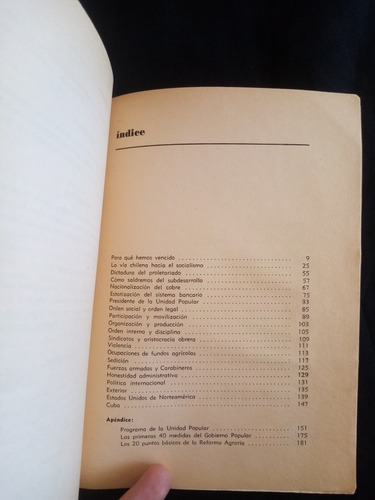 índice
Para qué hemos vencido 9
La vía chilena hacia el socialismo 25
Dictadura del proletariado 55
Cómo saldremos del subdesarrollo 57
Nacionalización del cobre 67
Estatización del sistema bancario 75
Presidente de la Unidad Popular 83
Orden social y orden legal 85
Participación y movilización 89
Organización y producción 103
Orden interno y disciplina 105
Sindicatos y aristocracia obrera 109
Violencia 111
Ocupaciones de fundos agrícolas 113
Sedición 117
Fuerzas armadas y Carabineros 125
Honestidad administrativa 129
Política internacional 131
Exterior 135
Estados Unidos de Norteamérica 139
Cuba 147
Apéndice:
Programa de la Unidad Popular 151
Las primeras 40 medidas del Gobierno Popular 175
Los 20 puntos básicos de la Reforma Agraria 181